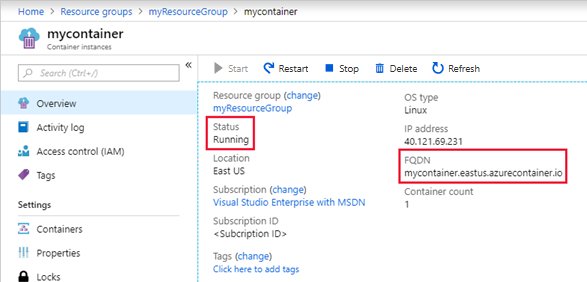 Home > Resource groups > myResourceGroup > mycontainer
mycontainer
Container instances
Search (Ctrl+/)
«
Overview
Activity log
Access control (IAM)
Tags
Settings
Containers
Properties
Locks
Start Restart Stop Delete Refresh
Resource group (change)
myResourceGroup
Status
Running
Location
East US
Subscription (change)
Visual Studio Enterprise with MSDN
Subscription ID
<Subcription ID>
Tags (change)
Click here to add tags
OS type
Linux
IP address
40.121.69.231
FQDN
mycontainer.eastus.azurecontainer.io
Container count
1